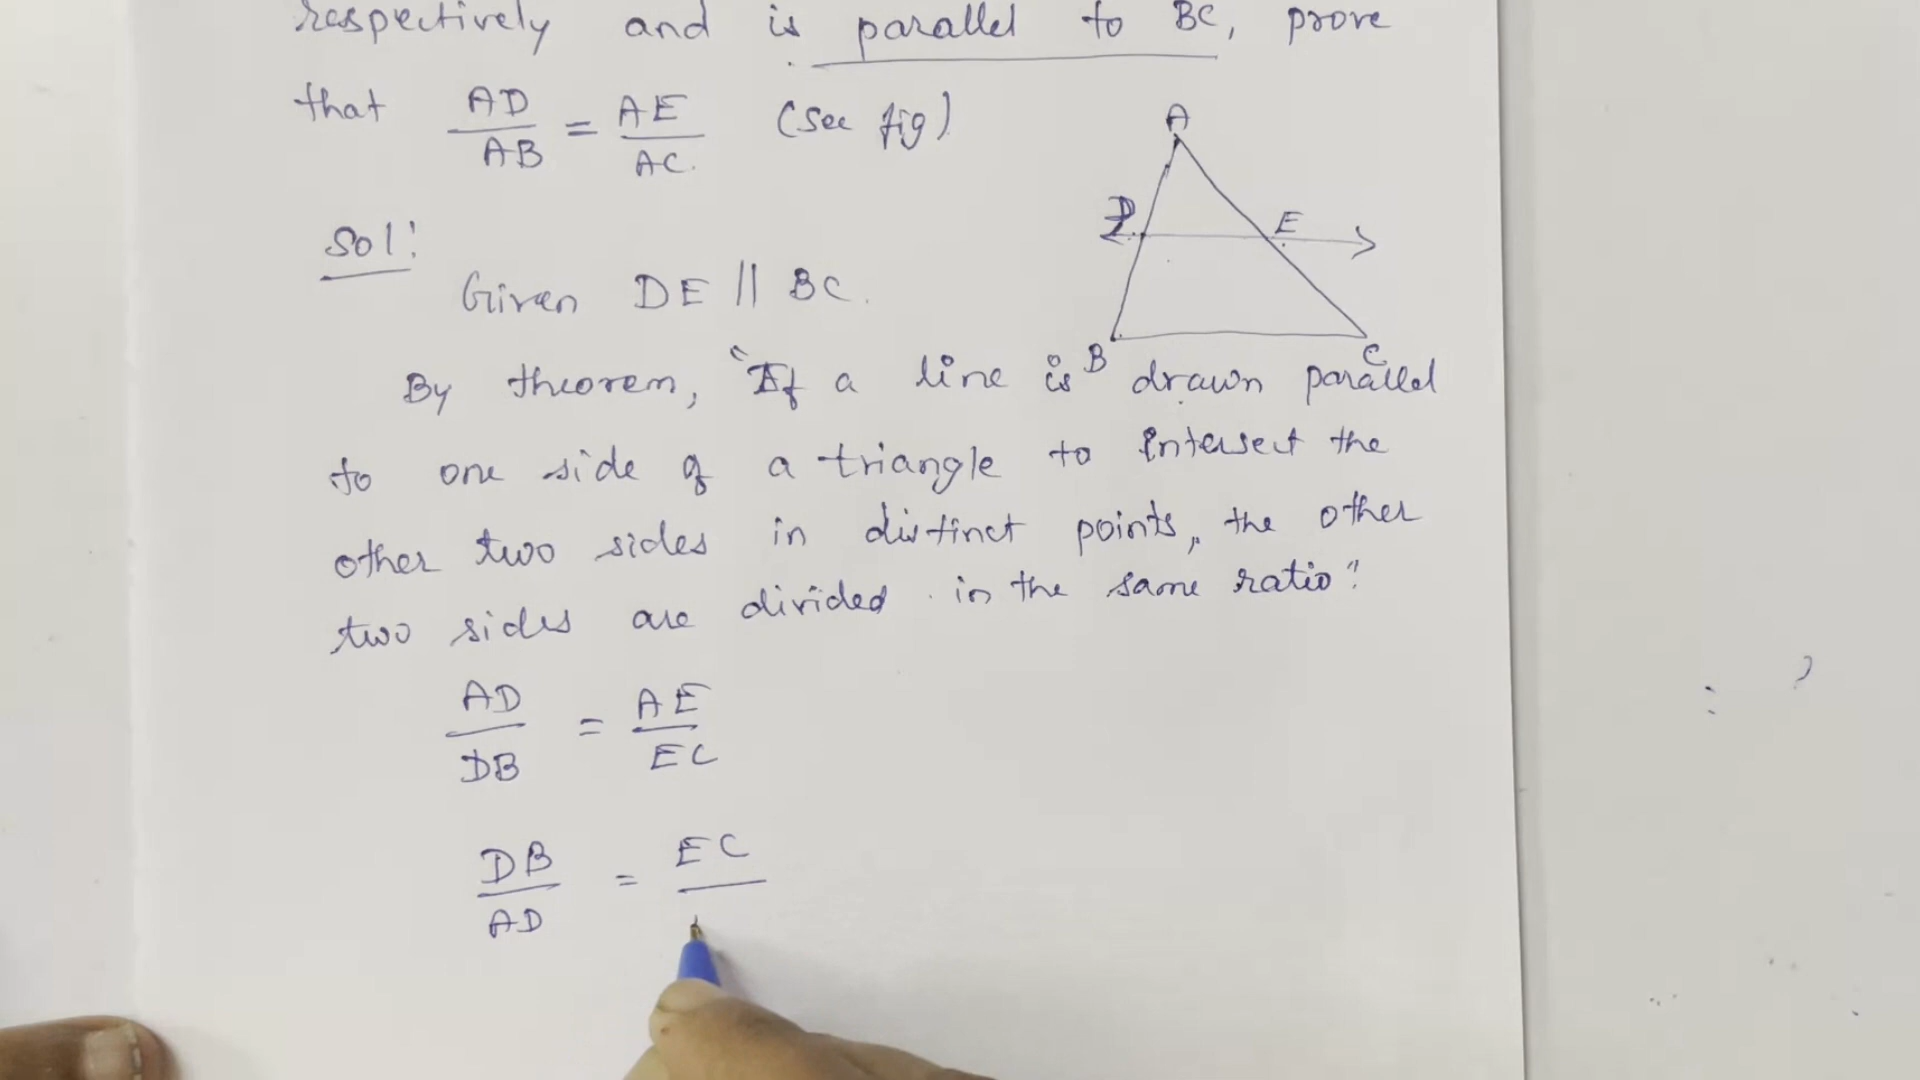 respectively and is parallel to BC, prove
that AD/AB = AE/AC. (see fig)
A
D
E
Sol:
Given DE || BC.
B
C
By theorem, "If a line is drawn parallel
to one side of a triangle to intersect the
other two sides in distinct points, the other
two sides are divided in the same ratio"
AD/DB = AE/EC
DB/AD = EC/